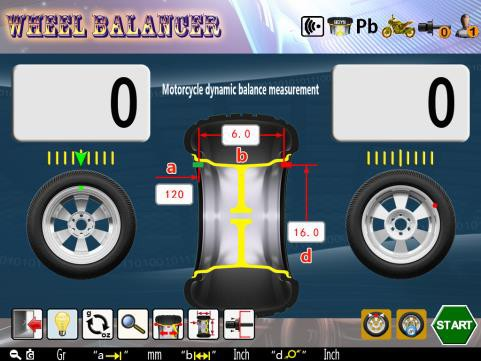 WHEEL BALANCER
Pb
0
1
0
0
Motorcycle dynamic balance measurement
6.0
b
a
120
16.0
d
g
oz
START
Gr "a" mm "b" Inch "d" Inch